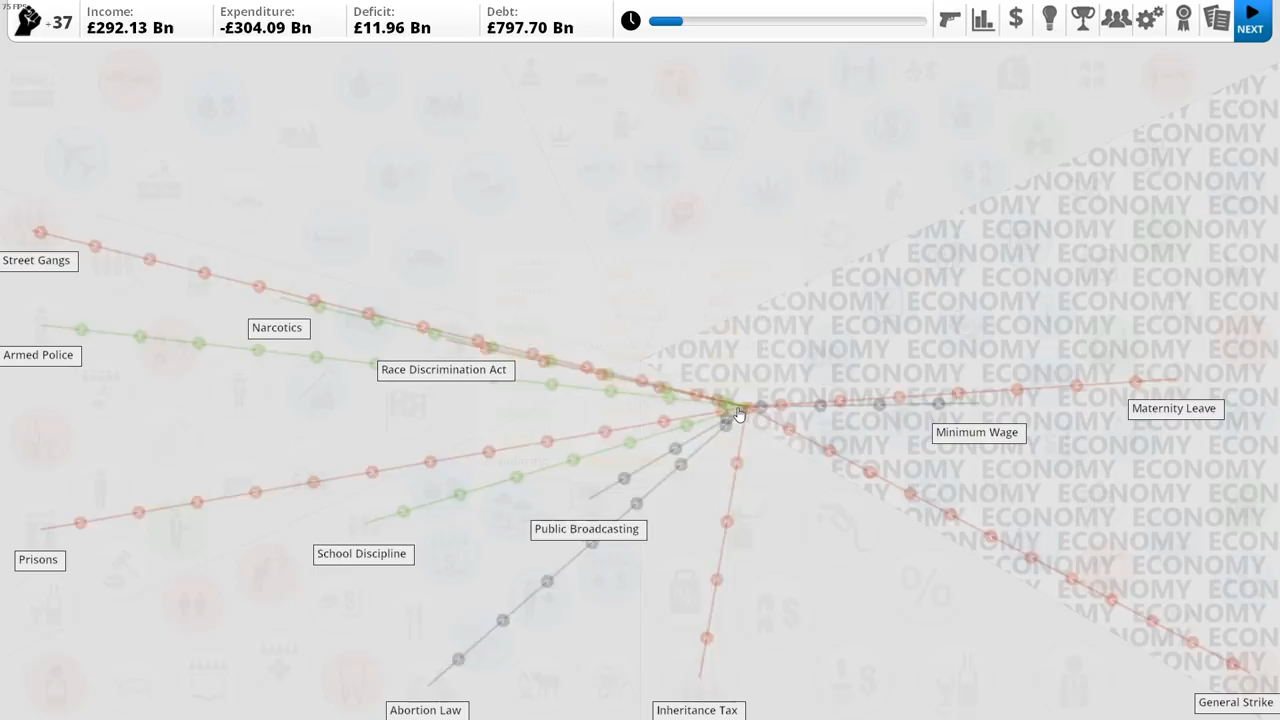 75 FPS
+37
Income:
£292.13 Bn
Expenditure:
-£304.09 Bn
Deficit:
£11.96 Bn
Debt:
£797.70 Bn
NEXT
ECONOMY
Street Gangs
Narcotics
Armed Police
Race Discrimination Act
Maternity Leave
Minimum Wage
Public Broadcasting
School Discipline
Prisons
General Strike
Abortion Law
Inheritance Tax